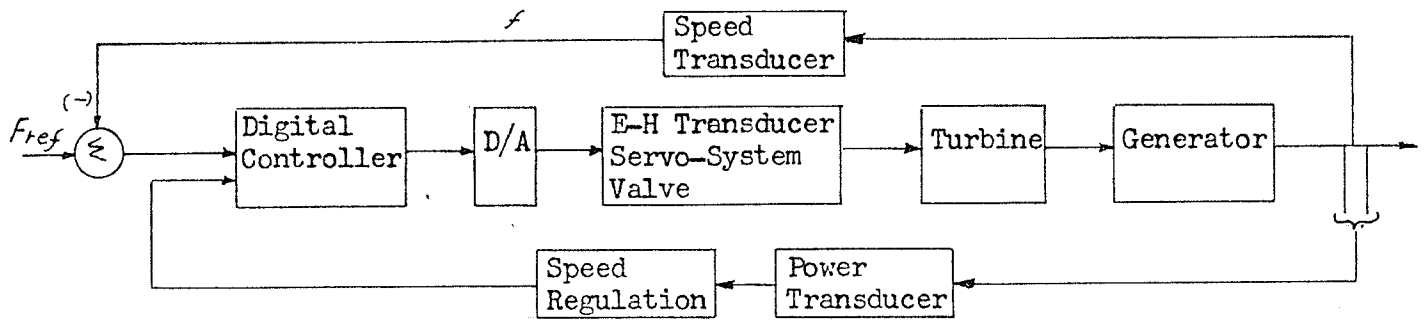 f
Speed
Transducer
(-)
Fref
Σ
Digital
Controller
D/A
E-H Transducer
Servo-System
Valve
Turbine
Generator
Speed
Regulation
Power
Transducer